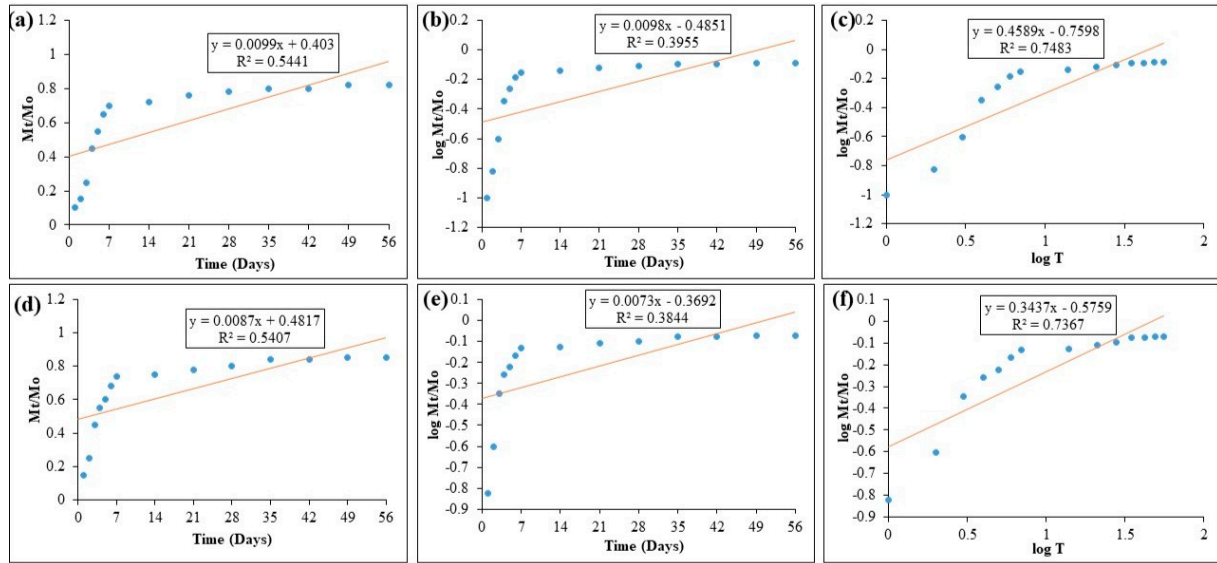 (a)
y = 0.0099x + 0.403
R² = 0.5441
Mt/Mo
1.2
1
0.8
0.6
0.4
0.2
0
0 7 14 21 28 35 42 49 56
Time (Days)
(b)
y = 0.0098x - 0.4851
R² = 0.3955
log Mt/Mo
0.2
0
-0.2
-0.4
-0.6
-0.8
-1
-1.2
0 7 14 21 28 35 42 49 56
Time (Days)
(c)
y = 0.4589x - 0.7598
R² = 0.7483
log Mt/Mo
0.2
0
-0.2
-0.4
-0.6
-0.8
-1
-1.2
0 0.5 1 1.5 2
log T
(d)
y = 0.0087x + 0.4817
R² = 0.5407
Mt/Mo
1.2
1
0.8
0.6
0.4
0.2
0
0 7 14 21 28 35 42 49 56
Time (Days)
(e)
y = 0.0073x - 0.3692
R² = 0.3844
log Mt/Mo
0.1
0
-0.1
-0.2
-0.3
-0.4
-0.5
-0.6
-0.7
-0.8
-0.9
0 7 14 21 28 35 42 49 56
Time (Days)
(f)
y = 0.3437x - 0.5759
R² = 0.7367
log Mt/Mo
0.1
0
-0.1
-0.2
-0.3
-0.4
-0.5
-0.6
-0.7
-0.8
-0.9
0 0.5 1 1.5 2
log T